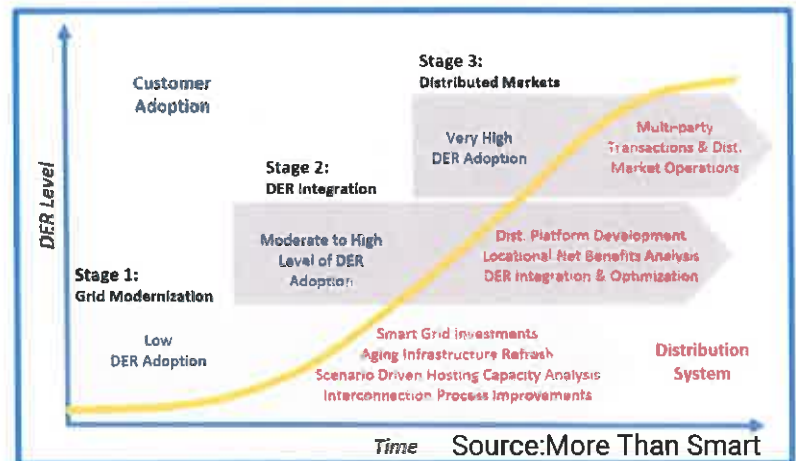 Customer
Adoption
Stage 3:
Distributed Markets
Very High
DER Adoption
Multi-party
Transactions & Dist.
Market Operations
Stage 2:
DER Integration
Moderate to High
Level of DER
Adoption
Dist. Platform Development
Locational Net Benefits Analysis
DER Integration & Optimization
Stage 1:
Grid Modernization
Low
DER Adoption
Smart Grid Investments
Aging Infrastructure Refresh
Scenario Driven Hosting Capacity Analysis
Interconnection Process Improvements
Distribution
System
DER Level
Time
Source:More Than Smart